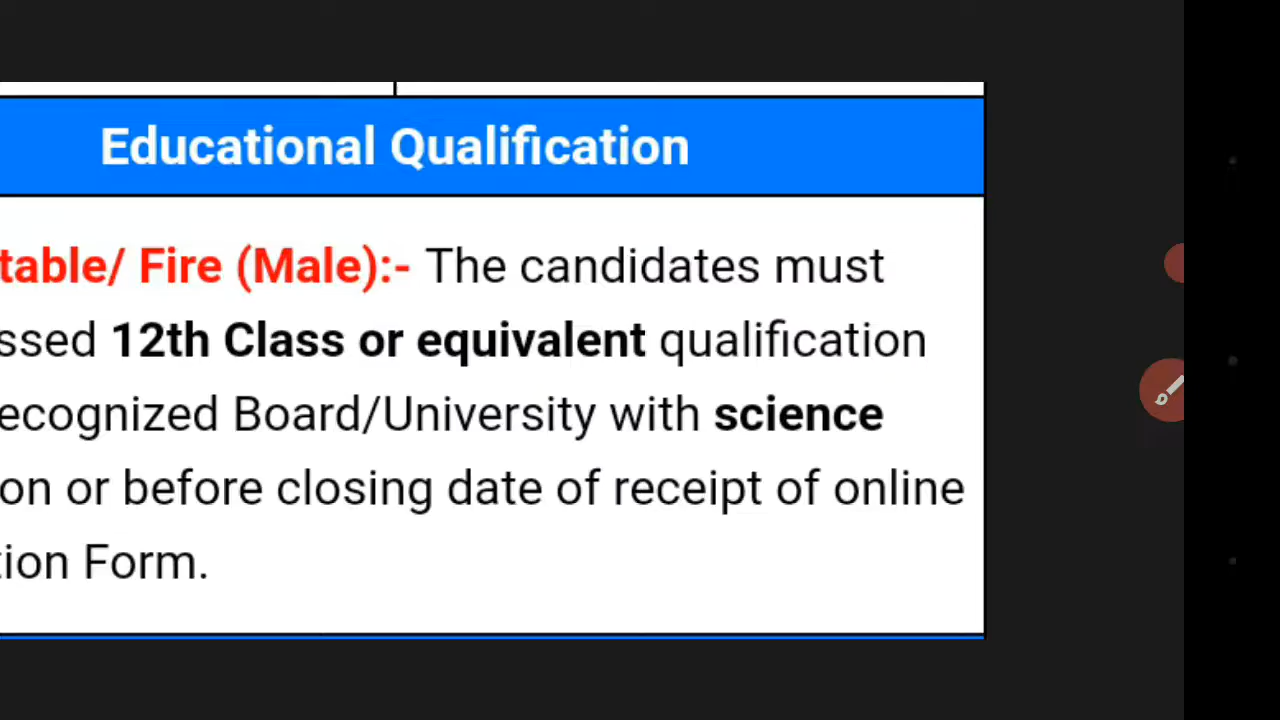 Educational Qualification
table/ Fire (Male):- The candidates must
ssed 12th Class or equivalent qualification
ecognized Board/University with science
on or before closing date of receipt of online
tion Form.